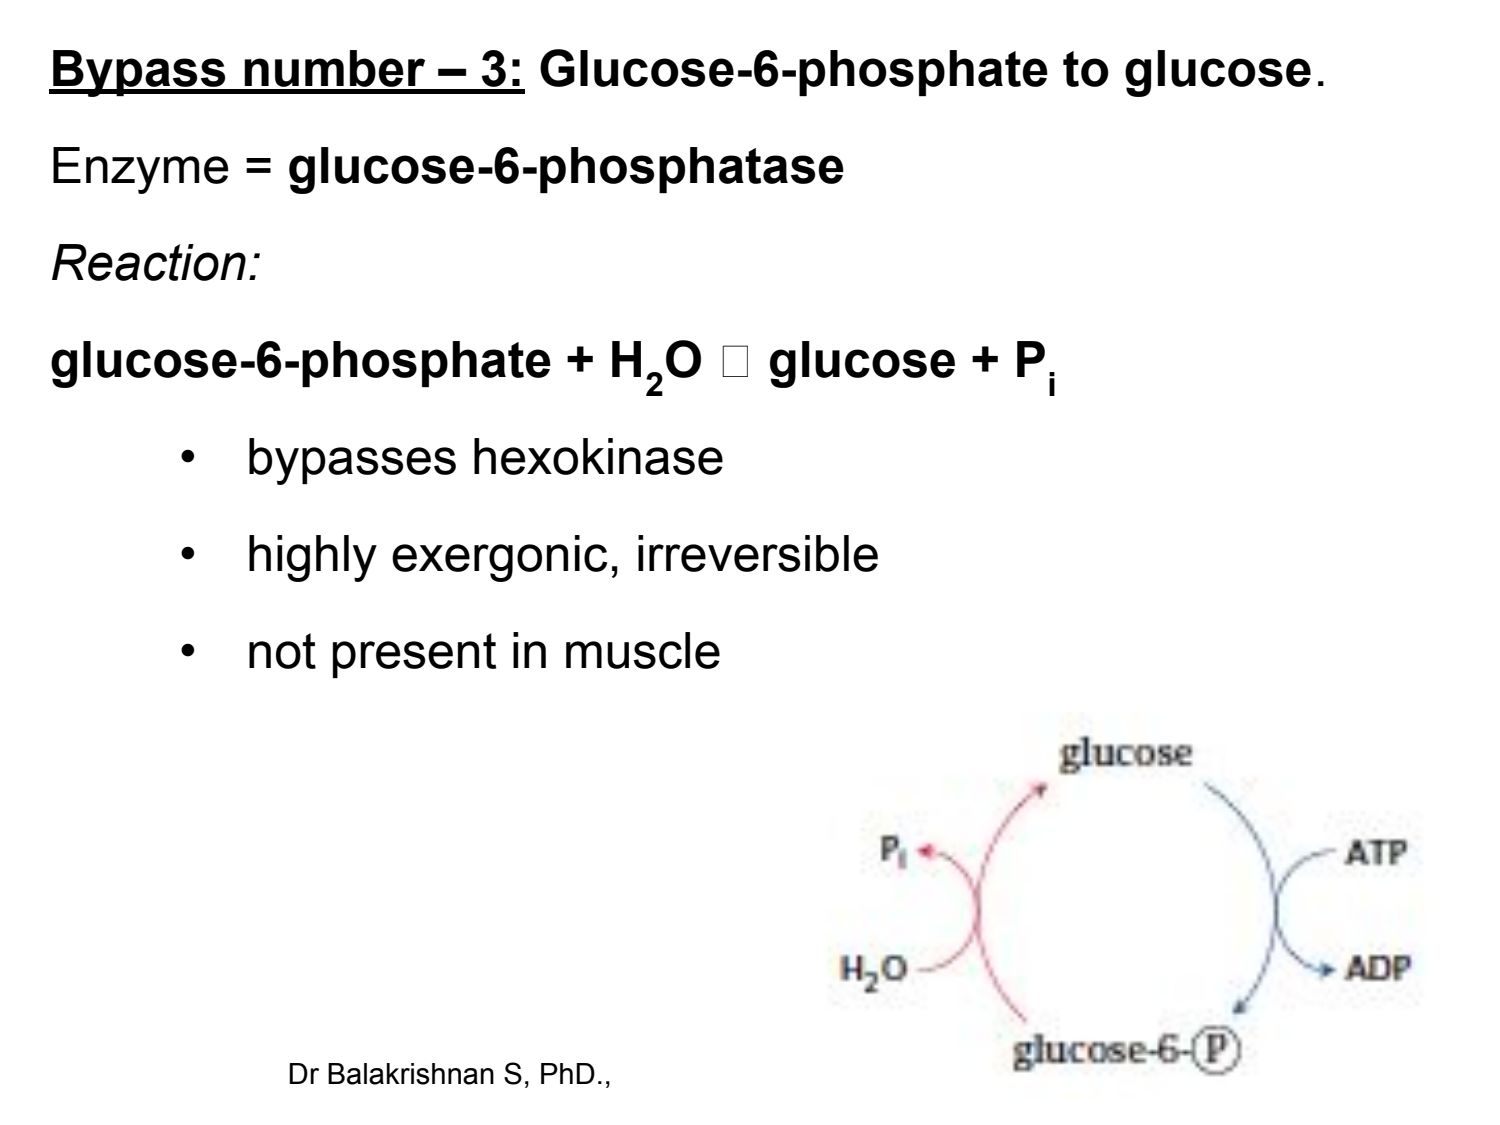 Bypass number – 3: Glucose-6-phosphate to glucose.
Enzyme = glucose-6-phosphatase
Reaction:
glucose-6-phosphate + H2O □ glucose + Pi
• bypasses hexokinase
• highly exergonic, irreversible
• not present in muscle
glucose
Pi
ATP
H2O
ADP
glucose-6-P
Dr Balakrishnan S, PhD.,